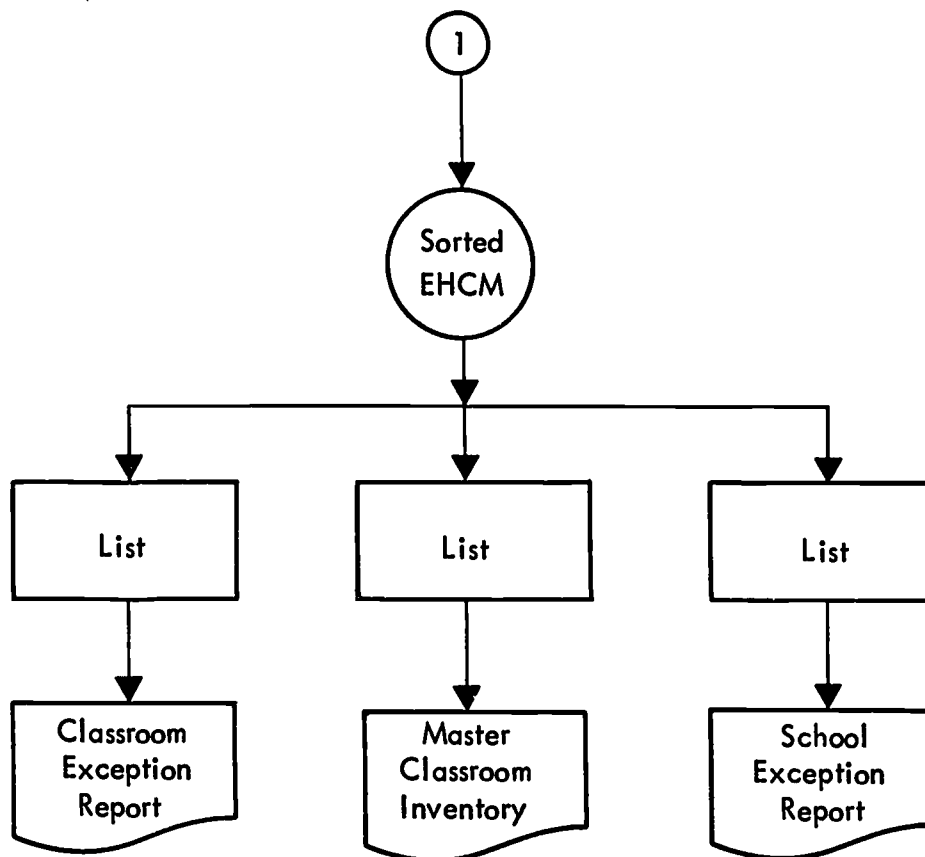 1
Sorted
EHCM
List
List
List
Classroom
Exception
Report
Master
Classroom
Inventory
School
Exception
Report